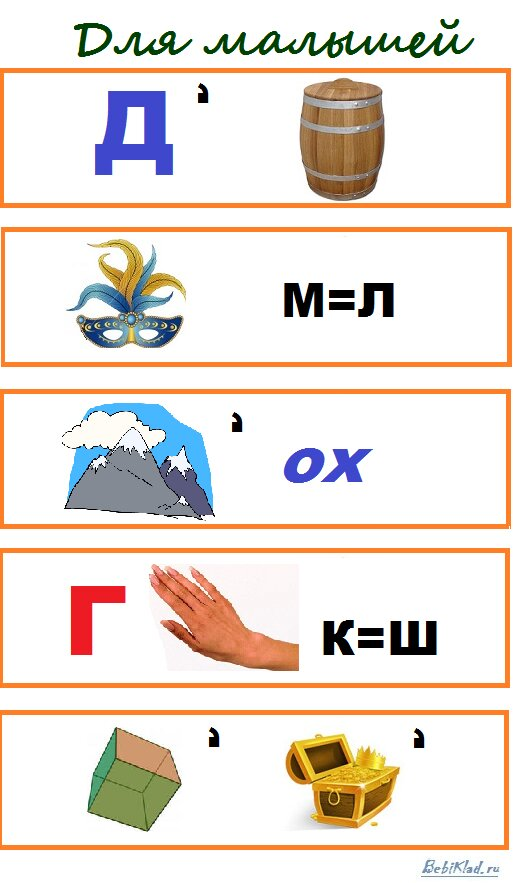 Для малышей
Д ,
м=л
, ох
Г к=ш
, ,
BebiKlad.ru